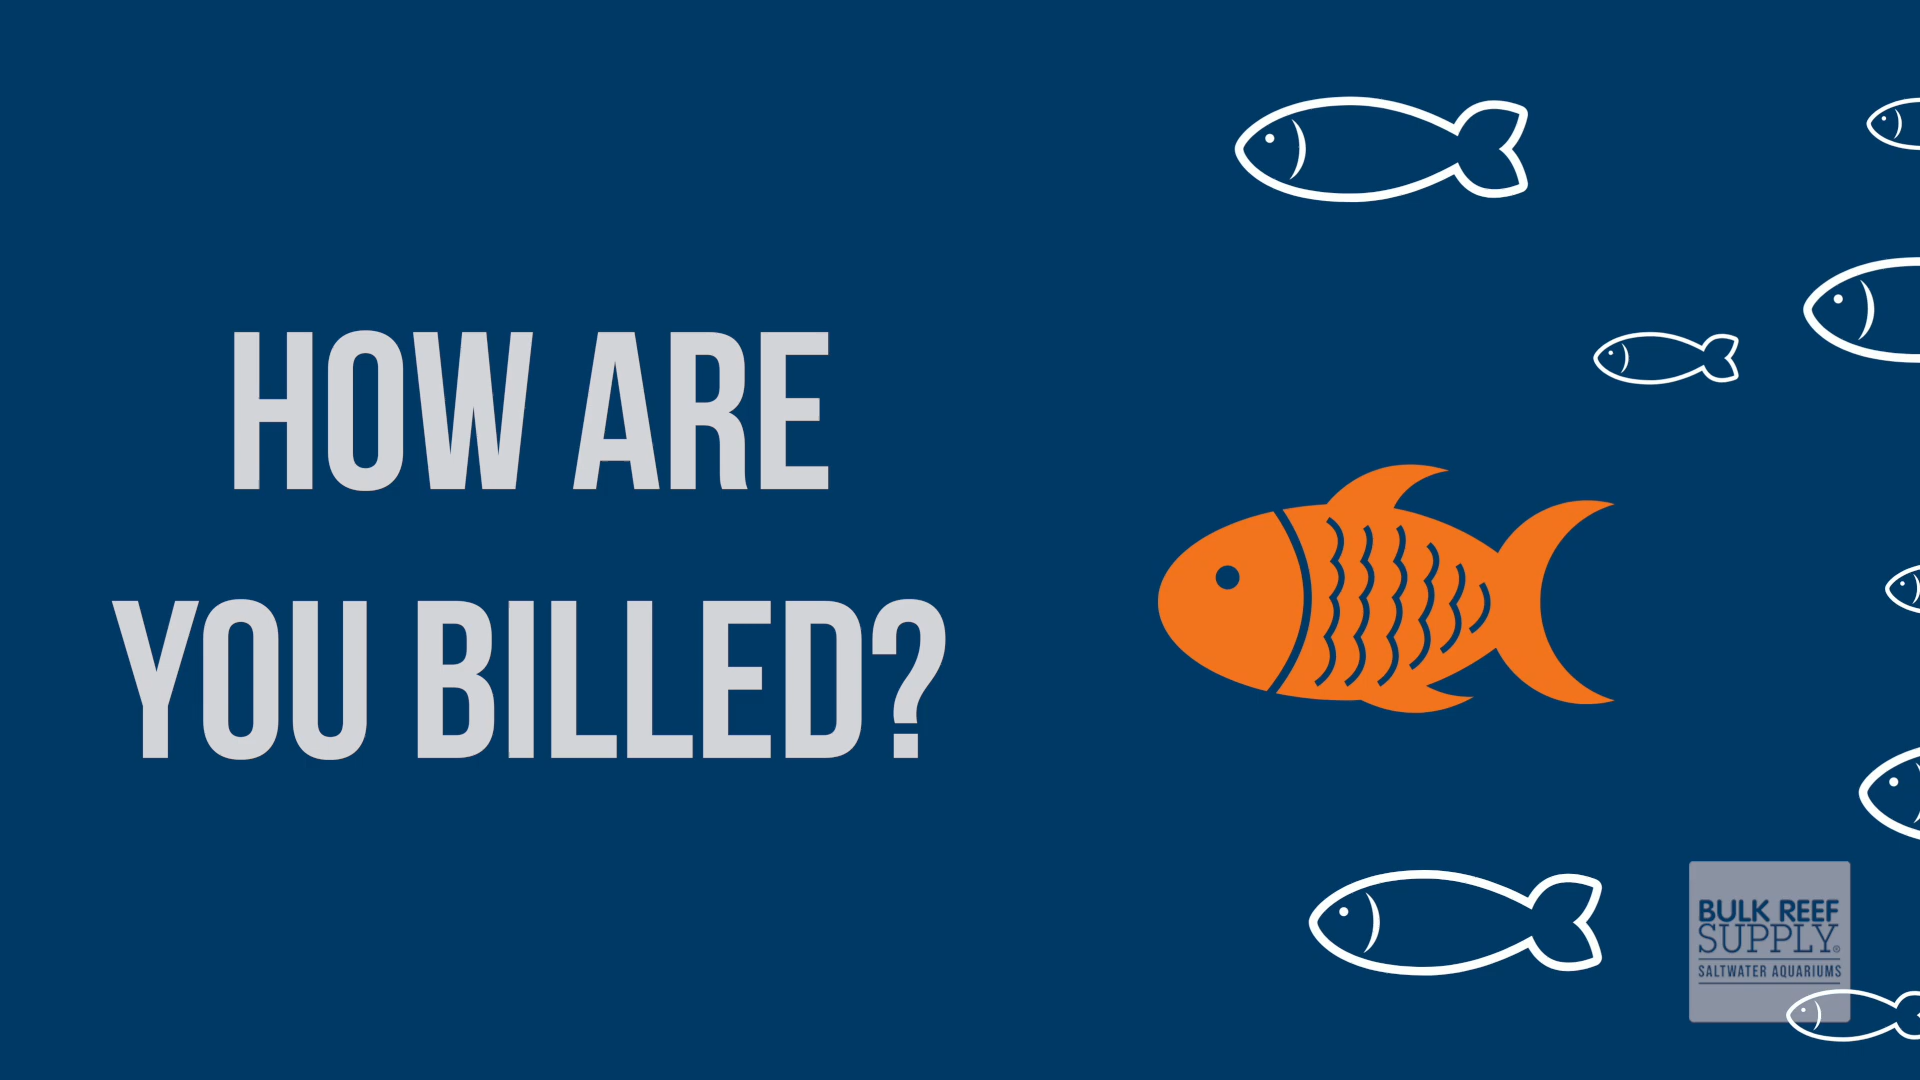 HOW ARE
YOU BILLED?
BULK REEF
SUPPLY®
SALTWATER AQUARIUMS